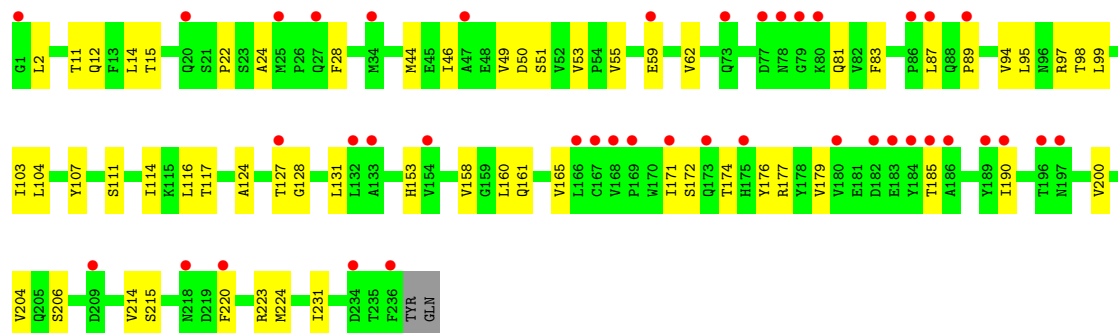 G1 L2 T11 Q12 F13 L14 T15 Q20 S21 P22 S23 A24 M25 P26 Q27 F28 M34 M44 E45 I46 A47 E48 V49 D50 S51 V52 V53 P54 V55 E59 V62 Q73 D77 N78 G79 K80 Q81 V82 F83 P86 L87 Q88 P89 V94 L95 N96 R97 T98 L99
I103 L104 Y107 S111 I114 K115 L116 T117 A124 T127 G128 L131 L132 A133 H153 V154 V158 G159 L160 Q161 V165 L166 C167 V168 P169 W170 I171 S172 Q173 T174 H175 Y176 R177 Y178 V179 V180 E181 D182 E183 Y184 T185 A186 Y189 I190 T196 N197 V200
V204 Q205 S206 D209 V214 S215 N218 D219 F220 R223 M224 I231 D234 T235 F236 TYR GLN